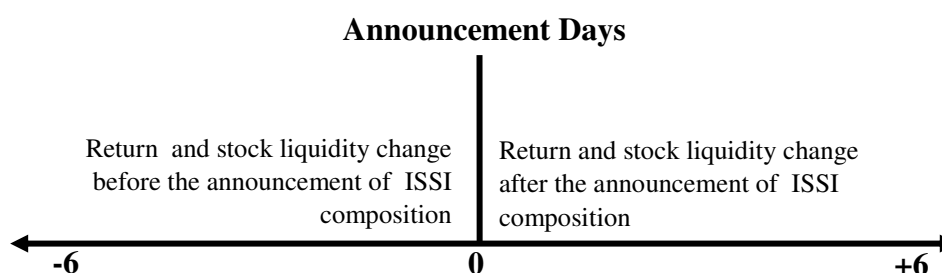 Announcement Days
Return and stock liquidity change
before the announcement of ISSI
composition
Return and stock liquidity change
after the announcement of ISSI
composition
-6
0
+6